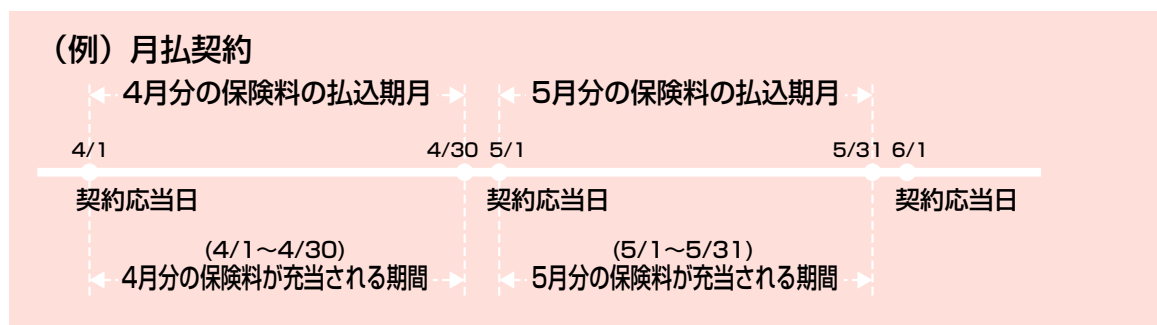 （例）月払契約
4月分の保険料の払込期月 5月分の保険料の払込期月
4/1 4/30 5/1 5/31 6/1
契約応当日 契約応当日 契約応当日
(4/1～4/30) (5/1～5/31)
4月分の保険料が充当される期間 5月分の保険料が充当される期間